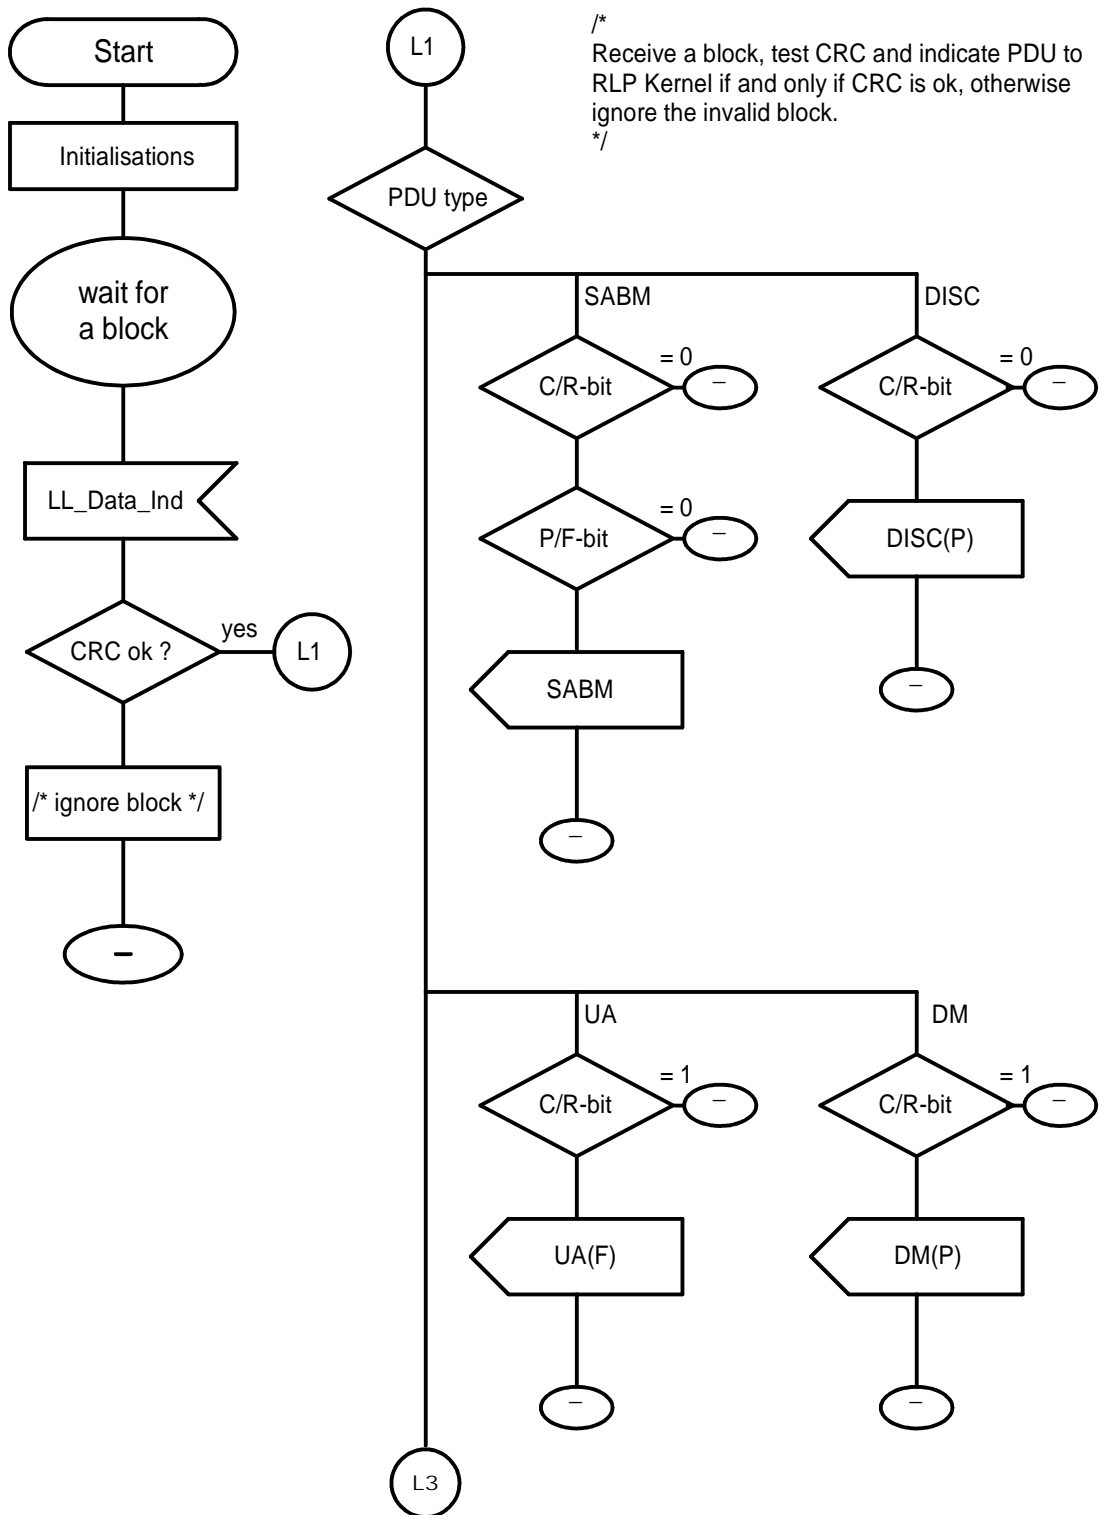 Start
Initialisations
wait for
a block
LL_Data_Ind
CRC ok ?
yes
L1
/* ignore block */
–
L1
/*
Receive a block, test CRC and indicate PDU to
RLP Kernel if and only if CRC is ok, otherwise
ignore the invalid block.
*/
PDU type
SABM
C/R-bit
= 0
–
P/F-bit
= 0
–
SABM
–
DISC
C/R-bit
= 0
–
DISC(P)
–
UA
C/R-bit
= 1
–
UA(F)
–
DM
C/R-bit
= 1
–
DM(P)
–
L3